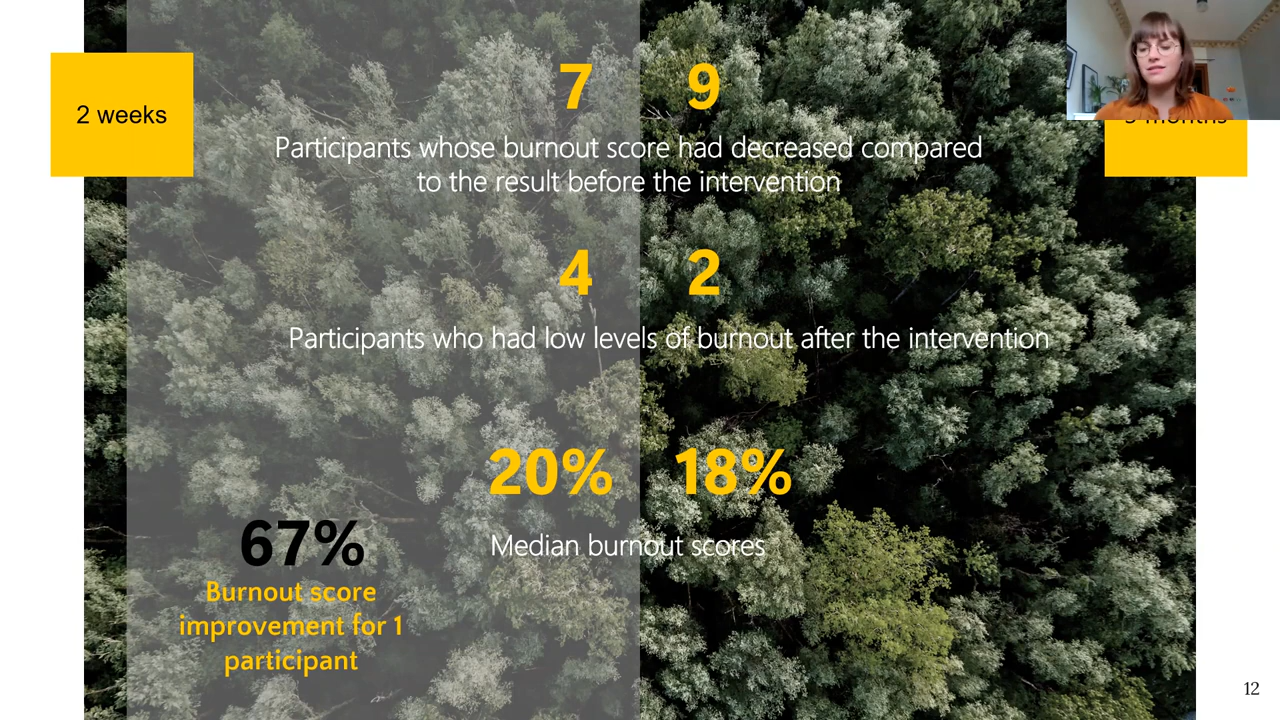 2 weeks
7 9
Participants whose burnout score had decreased compared
to the result before the intervention
months
4 2
Participants who had low levels of burnout after the intervention
20% 18%
Median burnout scores
67%
Burnout score
improvement for 1
participant
12